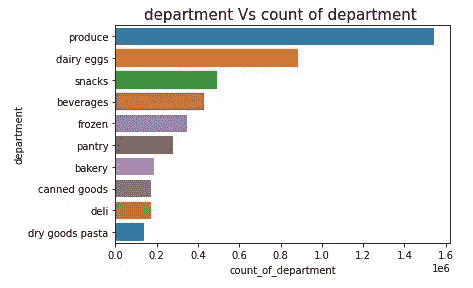 department Vs count of department
department
produce
dairy eggs
snacks
beverages
frozen
pantry
bakery
canned goods
deli
dry goods pasta
0.0 0.2 0.4 0.6 0.8 1.0 1.2 1.4 1.6
1e6
count_of_department